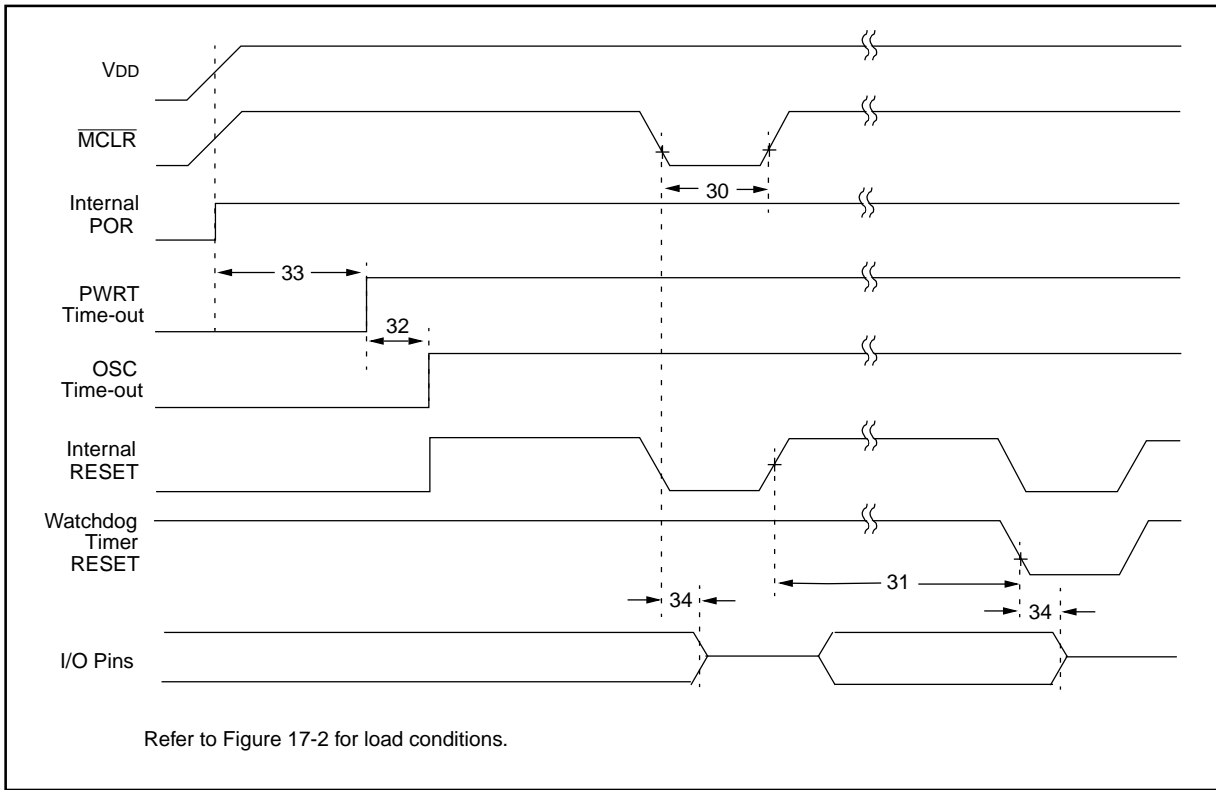 VDD
MCLR
30
Internal
POR
33
PWRT
Time-out
32
OSC
Time-out
Internal
RESET
Watchdog
Timer
RESET
31
34
34
I/O Pins
Refer to Figure 17-2 for load conditions.